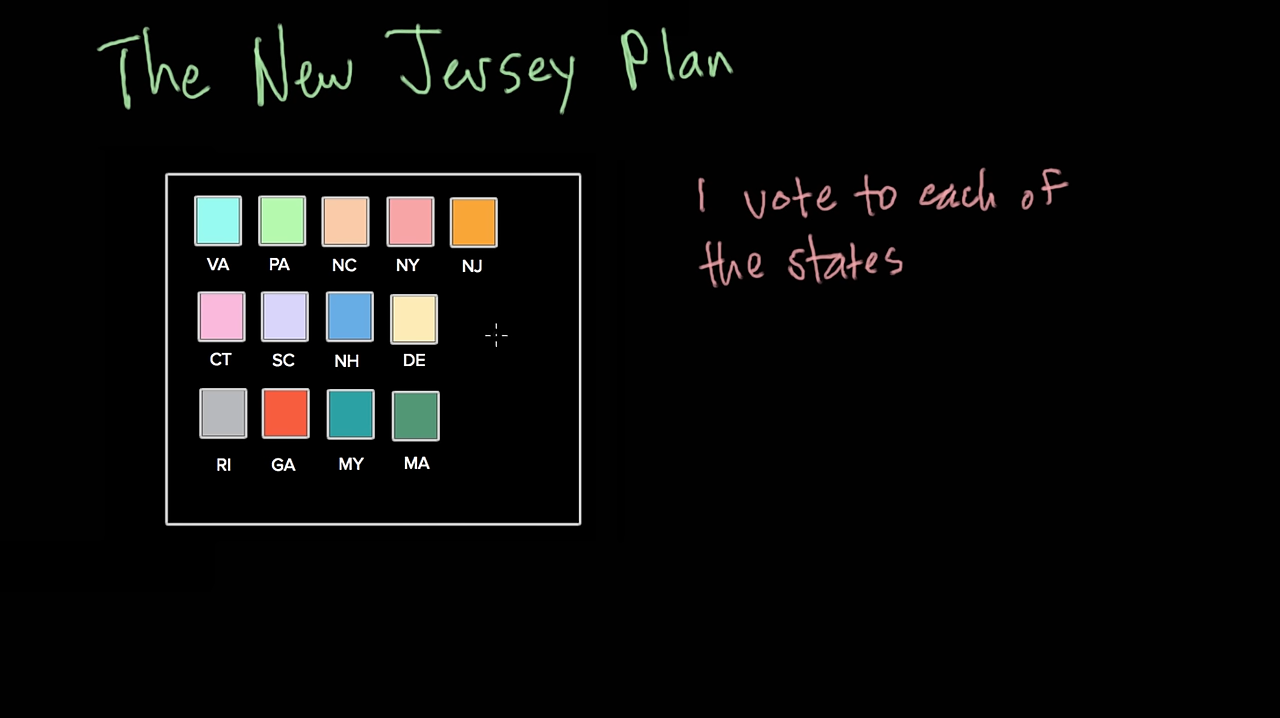 The New Jersey Plan
1 vote to each of
the states
VA PA NC NY NJ
CT SC NH DE
RI GA MY MA